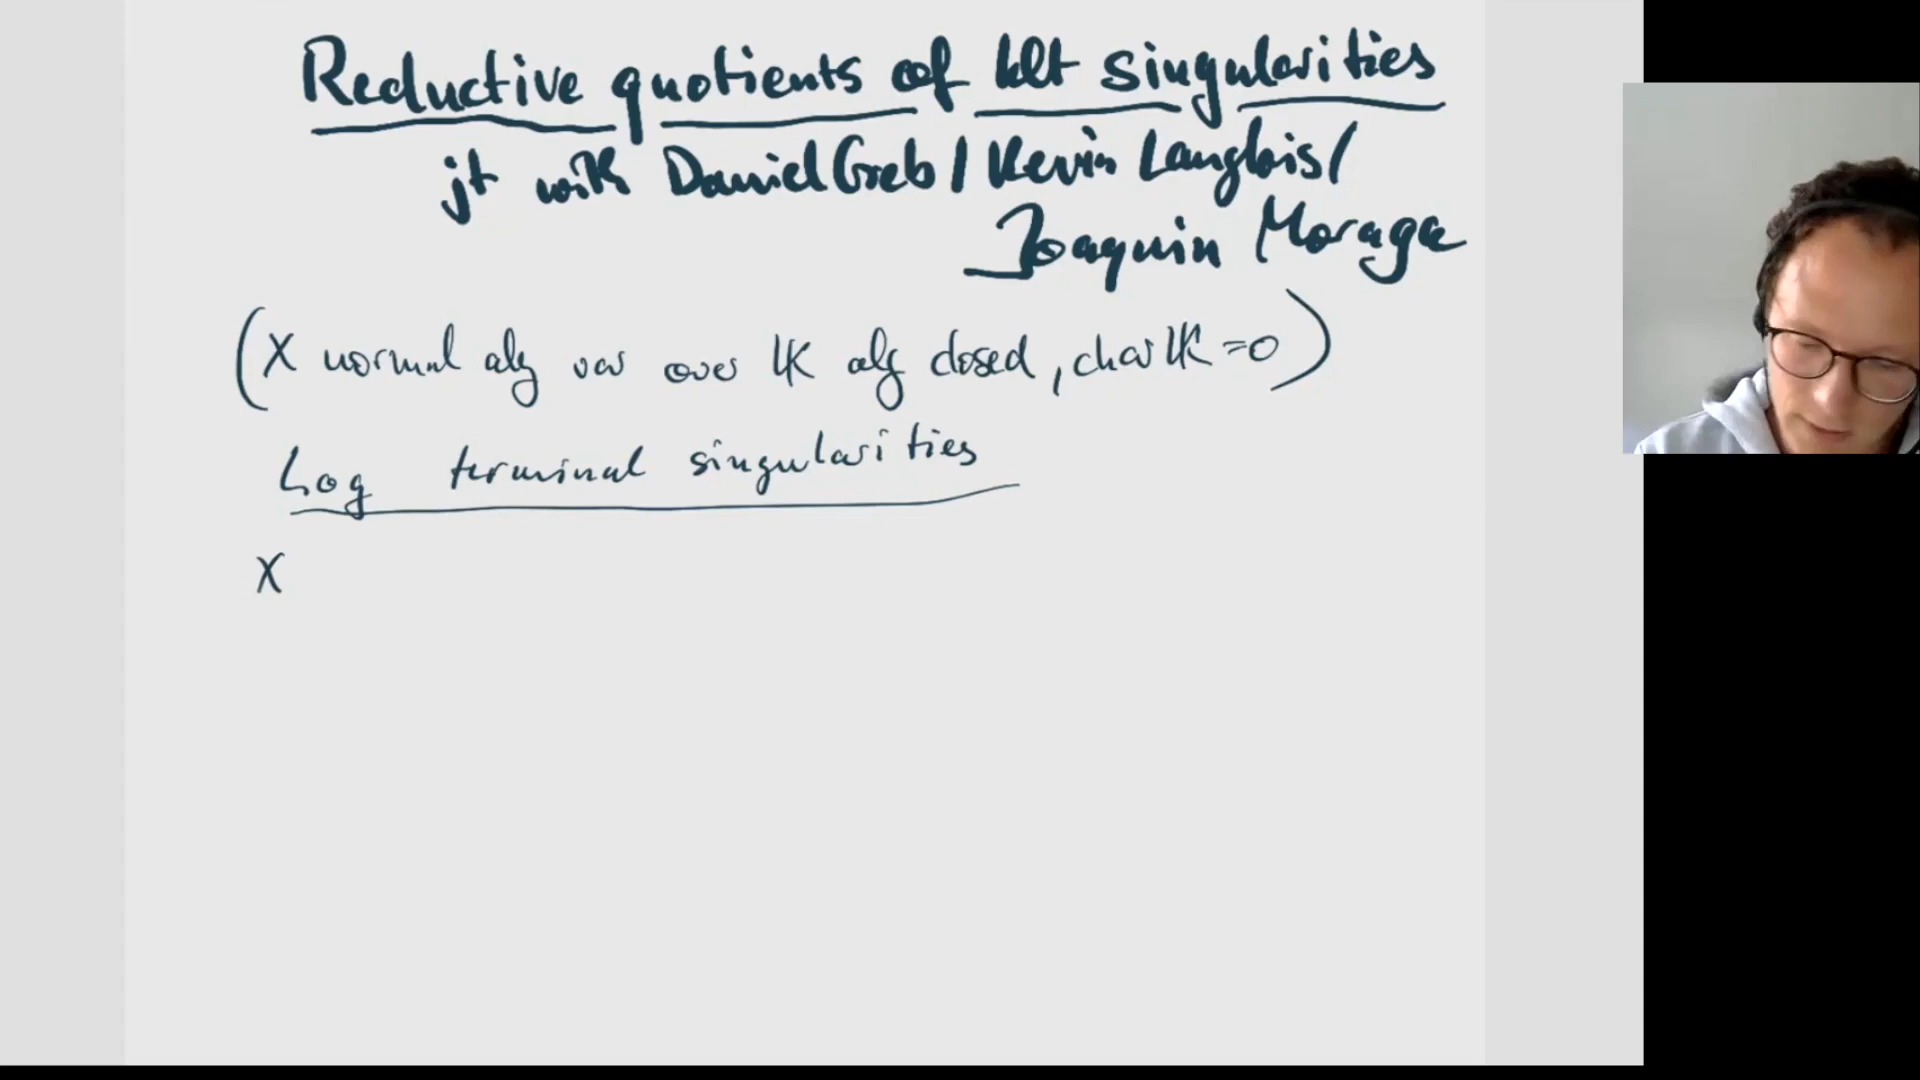 Reductive quotients of klt singularities
jt with Daniel Greb / Kevin Langlois /
Joaquin Moraga
(X normal alg var over 𝕂 alg closed, char 𝕂 = 0)
Log terminal singularities
X